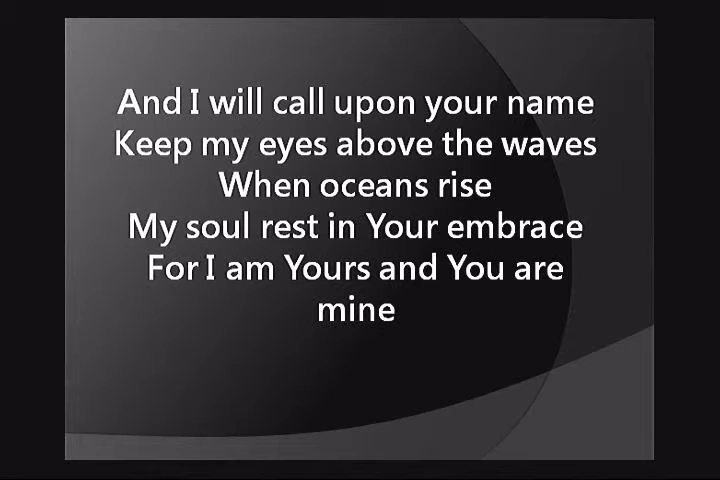 And I will call upon your name
Keep my eyes above the waves
When oceans rise
My soul rest in Your embrace
For I am Yours and You are
mine